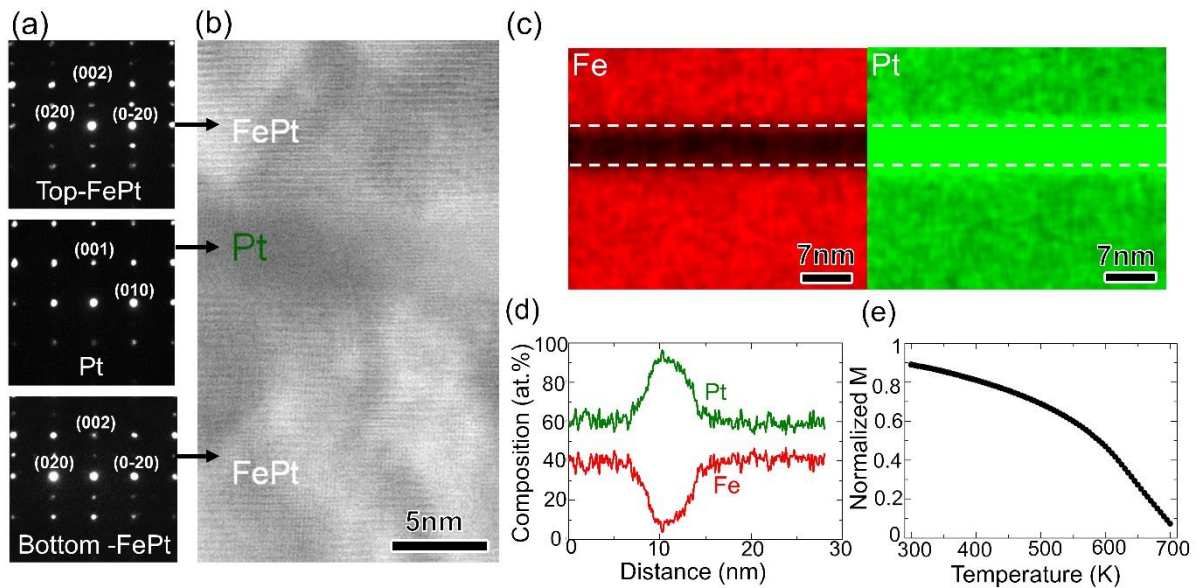 (a)
(002)
(020)
(0-20)
Top-FePt
(001)
(010)
Pt
(002)
(020)
(0-20)
Bottom -FePt
(b)
FePt
Pt
FePt
5nm
(c)
Fe
7nm
Pt
7nm
(d)
100
80
60
40
20
0
Composition (at.%)
Pt
Fe
0 10 20 30
Distance (nm)
(e)
1
0.8
0.6
0.4
0.2
0
Normalized M
300 400 500 600 700
Temperature (K)